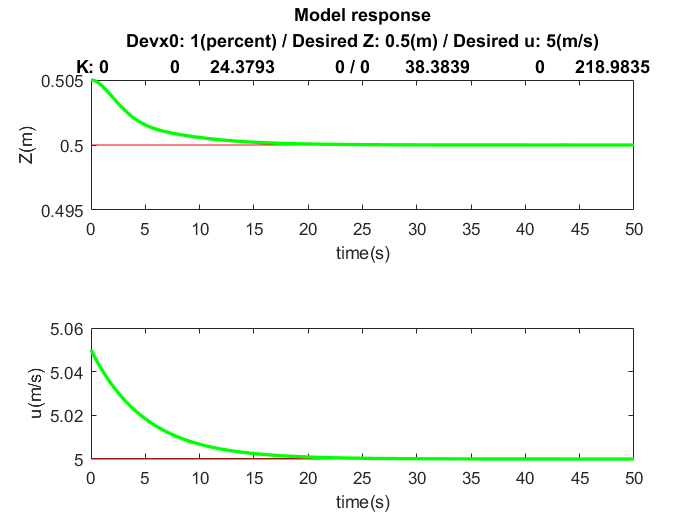 Model response
Devx0: 1(percent) / Desired Z: 0.5(m) / Desired u: 5(m/s)
K: 0 0 24.3793 0 / 0 38.3839 0 218.9835
0.505
Z(m)
0.5
0.495
0 5 10 15 20 25 30 35 40 45 50
time(s)
5.06
5.04
u(m/s)
5.02
5
0 5 10 15 20 25 30 35 40 45 50
time(s)